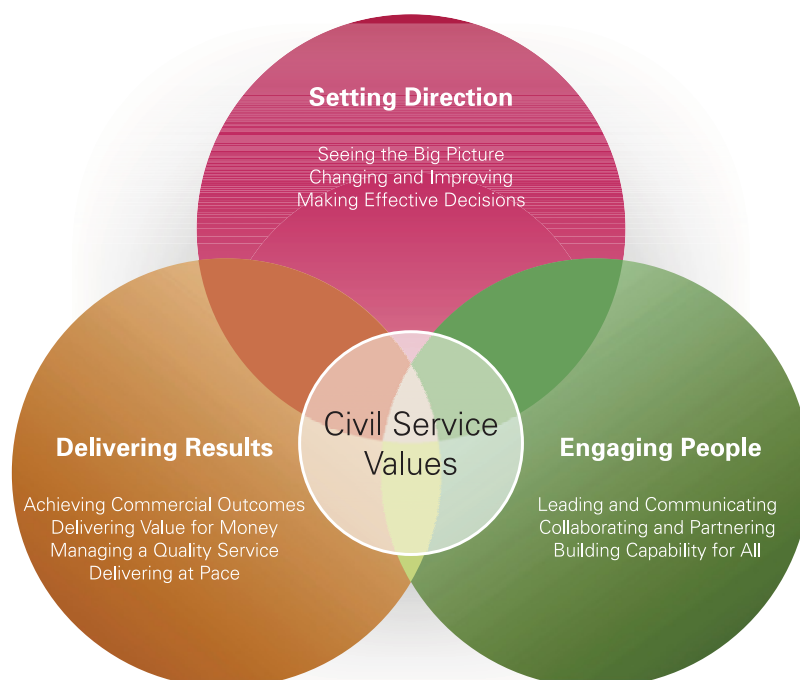 Setting Direction
Seeing the Big Picture
Changing and Improving
Making Effective Decisions
Civil Service
Values
Delivering Results
Achieving Commercial Outcomes
Delivering Value for Money
Managing a Quality Service
Delivering at Pace
Engaging People
Leading and Communicating
Collaborating and Partnering
Building Capability for All